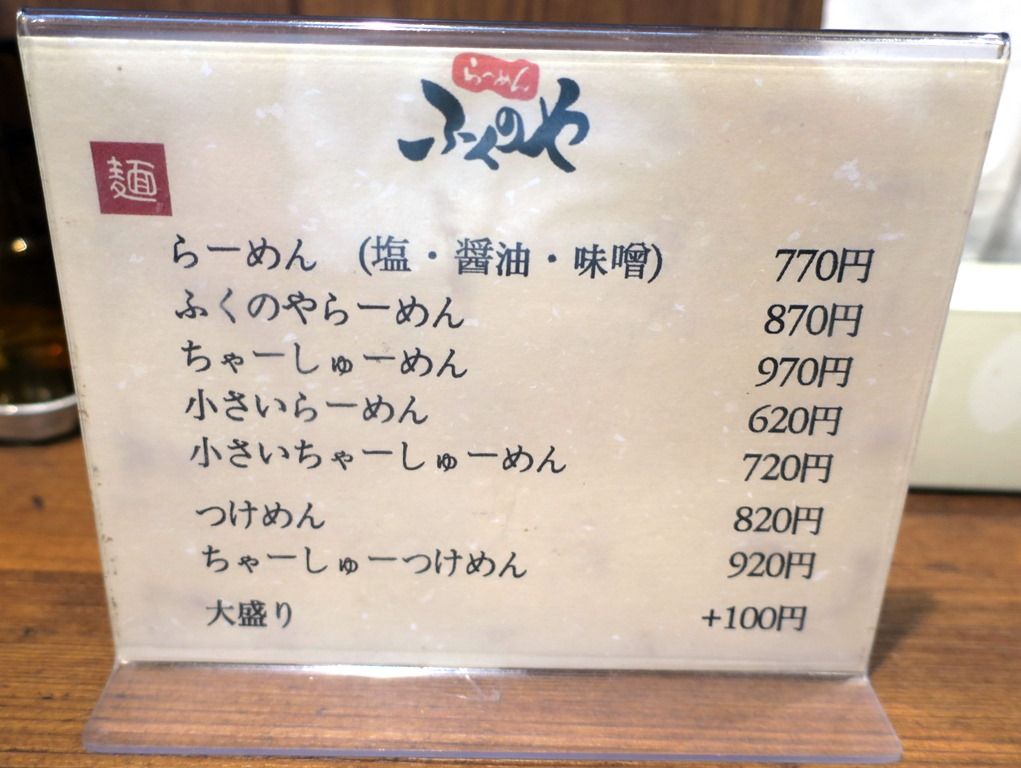 らーめん
ふくのや
麺
らーめん (塩・醤油・味噌) 770円
ふくのやらーめん 870円
ちゃーしゅーめん 970円
小さいらーめん 620円
小さいちゃーしゅーめん 720円
つけめん 820円
ちゃーしゅーつけめん 920円
大盛り +100円